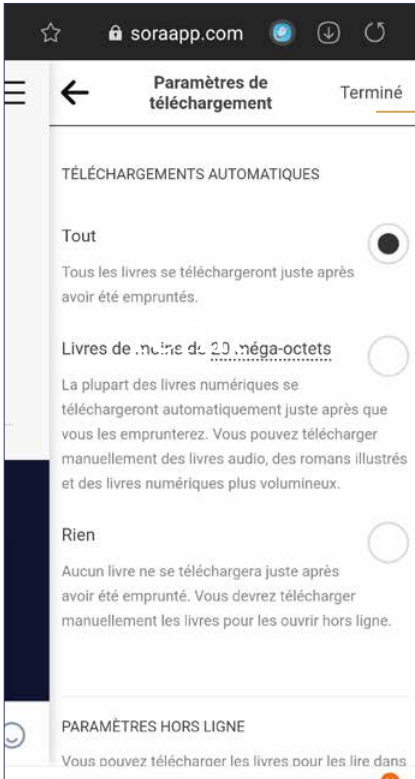 soraapp.com
Paramètres de
téléchargement
Terminé
TÉLÉCHARGEMENTS AUTOMATIQUES
Tout
Tous les livres se téléchargeront juste après
avoir été empruntés.
Livres de moins de 20 méga-octets
La plupart des livres numériques se
téléchargeront automatiquement juste après que
vous les emprunterez. Vous pouvez télécharger
manuellement des livres audio, des romans illustrés
et des livres numériques plus volumineux.
Rien
Aucun livre ne se téléchargera juste après
avoir été emprunté. Vous devrez télécharger
manuellement les livres pour les ouvrir hors ligne.
PARAMÈTRES HORS LIGNE
Vous pouvez télécharger les livres pour les lire dans